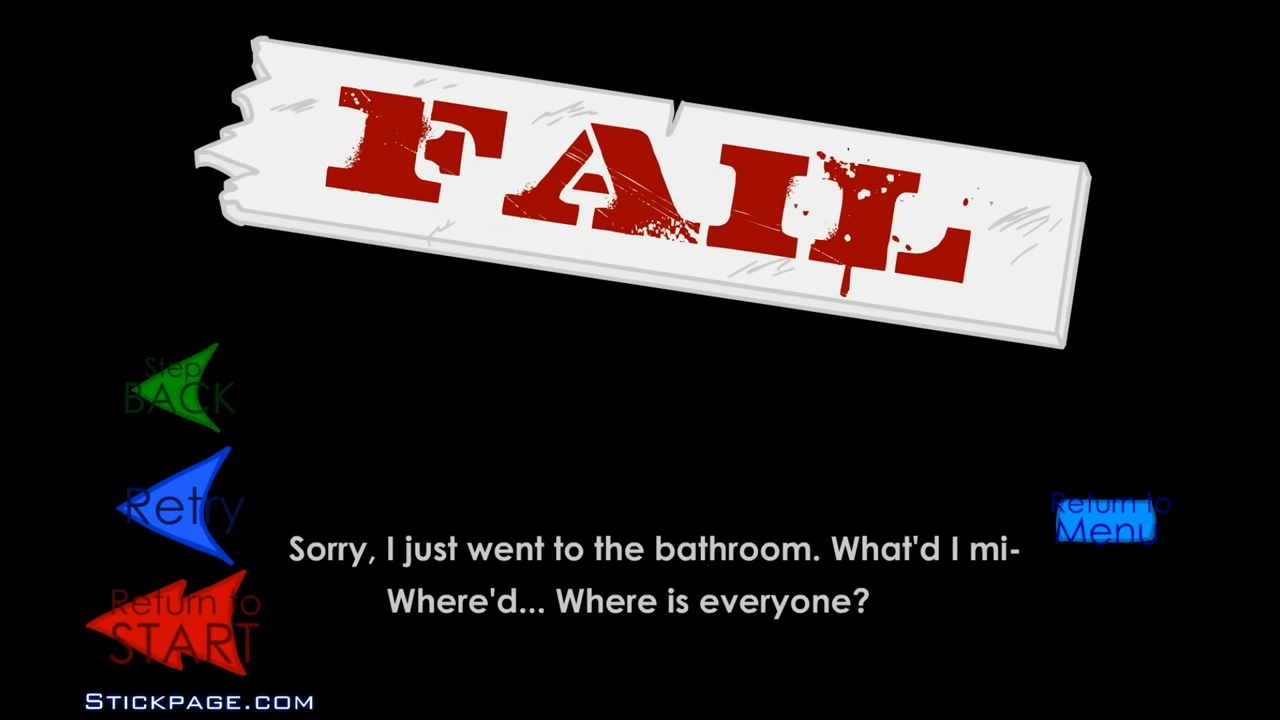 FAIL
Step
BACK
Retry
Sorry, I just went to the bathroom. What'd I mi-
Where'd... Where is everyone?
Return to
Menu
Return to
START
STICKPAGE.COM